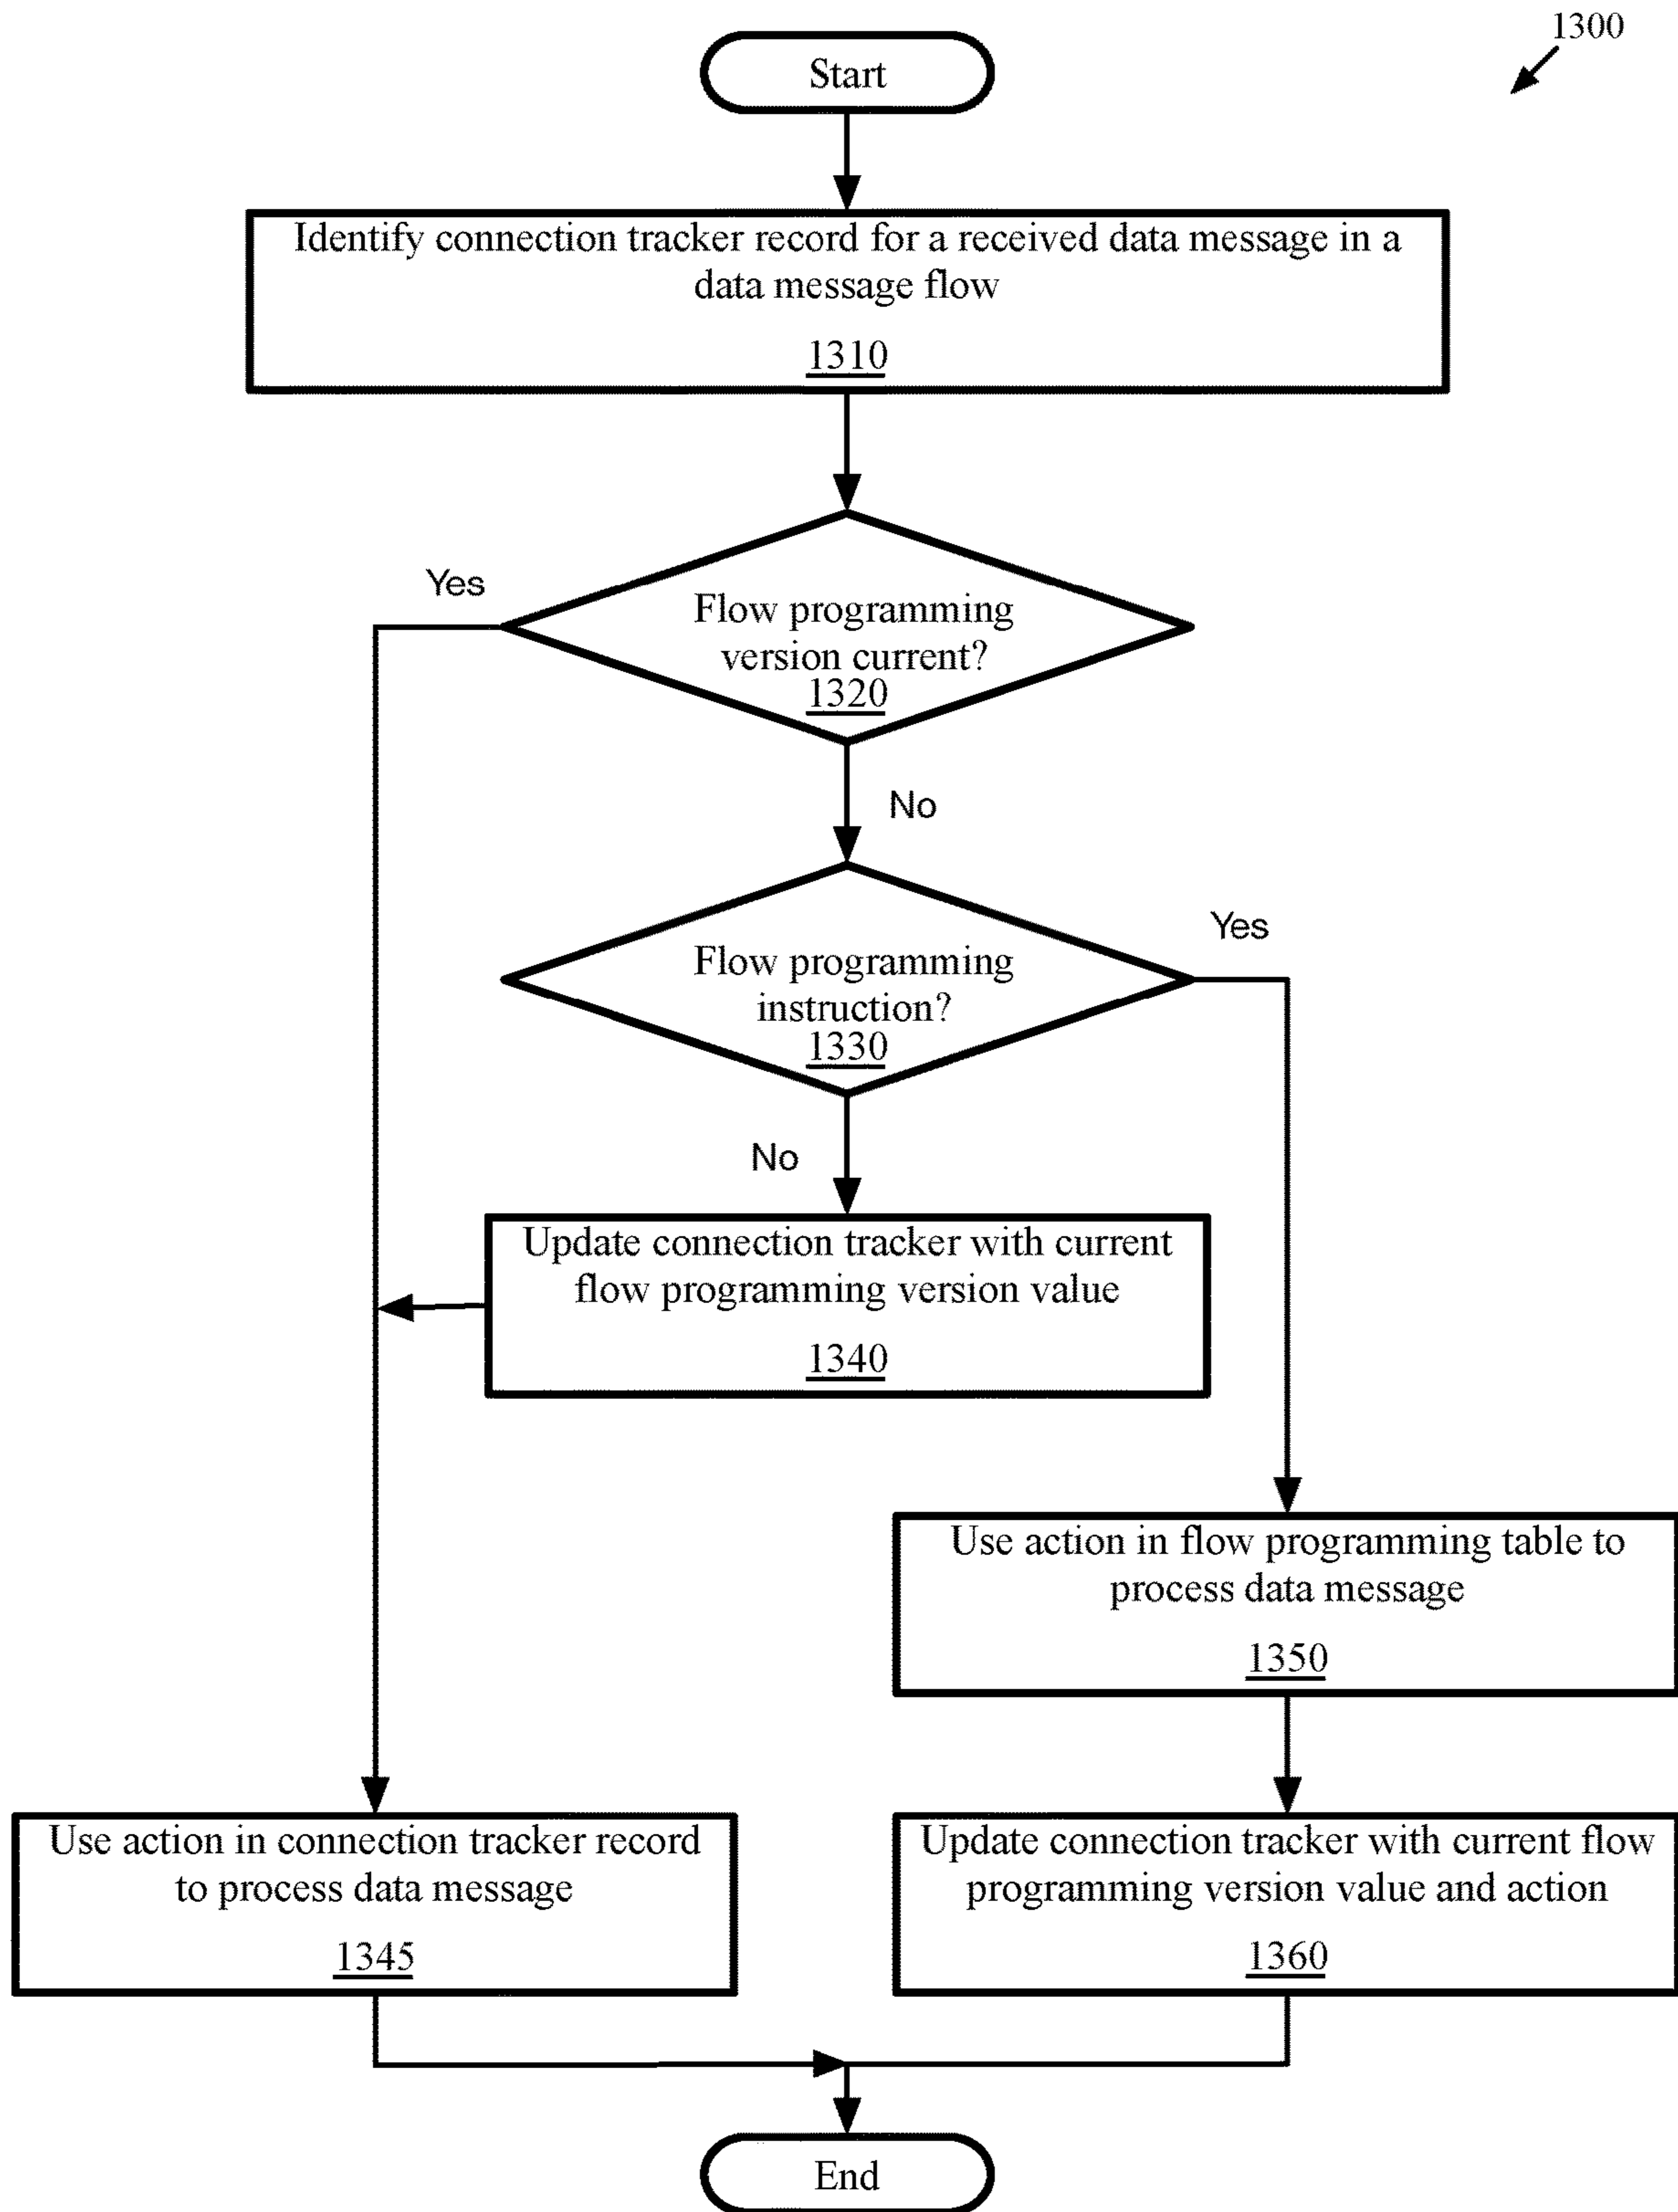 1300
Start
Identify connection tracker record for a received data message in a
data message flow
1310
Yes
Flow programming
version current?
1320
No
Yes
Flow programming
instruction?
1330
No
Update connection tracker with current
flow programming version value
1340
Use action in flow programming table to
process data message
1350
Use action in connection tracker record
to process data message
1345
Update connection tracker with current flow
programming version value and action
1360
End